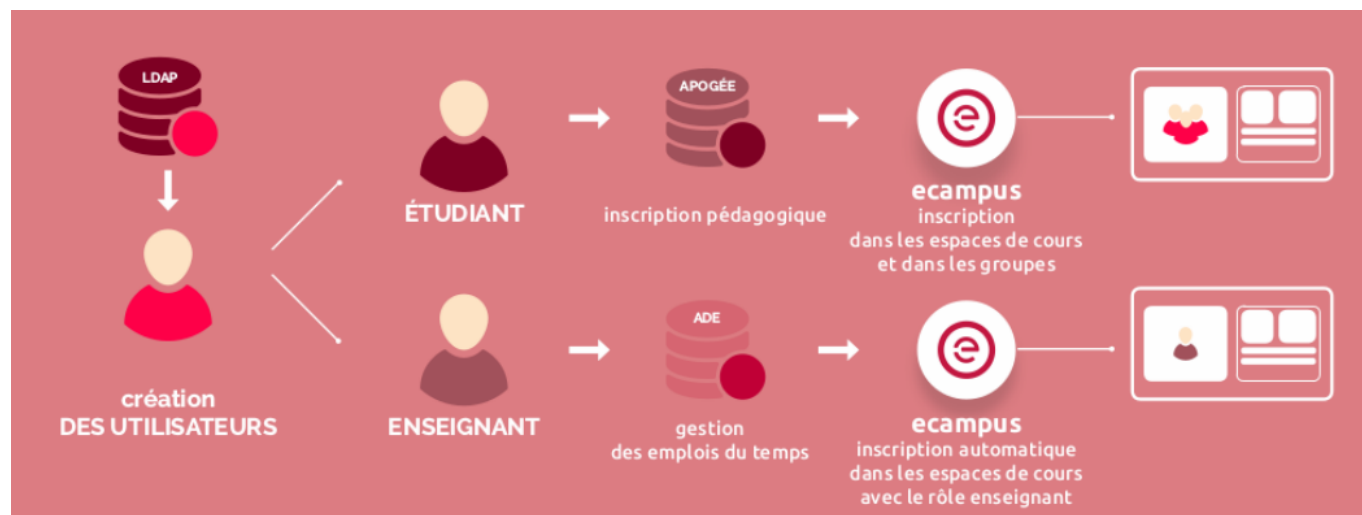 LDAP
création
DES UTILISATEURS
ÉTUDIANT
APOGÉE
inscription pédagogique
e
ecampus
inscription
dans les espaces de cours
et dans les groupes
ENSEIGNANT
ADE
gestion
des emplois du temps
e
ecampus
inscription automatique
dans les espaces de cours
avec le rôle enseignant